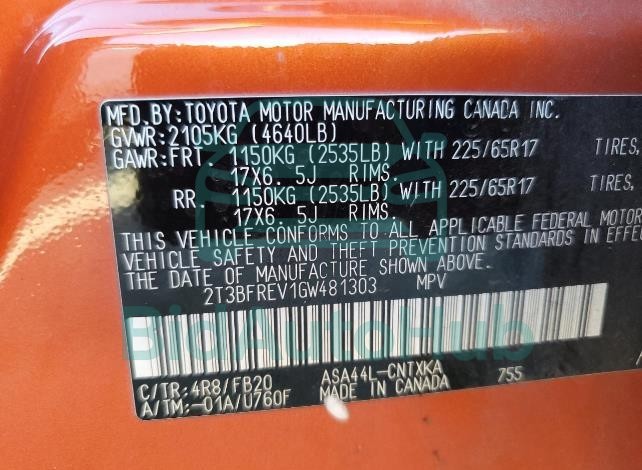 MFD.BY:TOYOTA MOTOR MANUFACTURING CANADA INC.
GVWR:2105KG (4640LB)
GAWR:FRT 1150KG (2535LB) WITH 225/65R17 TIRES,
17X6. 5J RIMS.
RR. 1150KG (2535LB) WITH 225/65R17 TIRES,
17X6. 5J RIMS.
THIS VEHICLE CONFORMS TO ALL APPLICABLE FEDERAL MOTOR
VEHICLE SAFETY AND THEFT PREVENTION STANDARDS IN EFFE
ON THE DATE OF MANUFACTURE SHOWN ABOVE.
2T3BFREV1GW481303 MPV
BidAutoHub
C/TR:4R8/FB20 ASA44L-CNTXKA 755
A/TM:-01A/U760F MADE IN CANADA